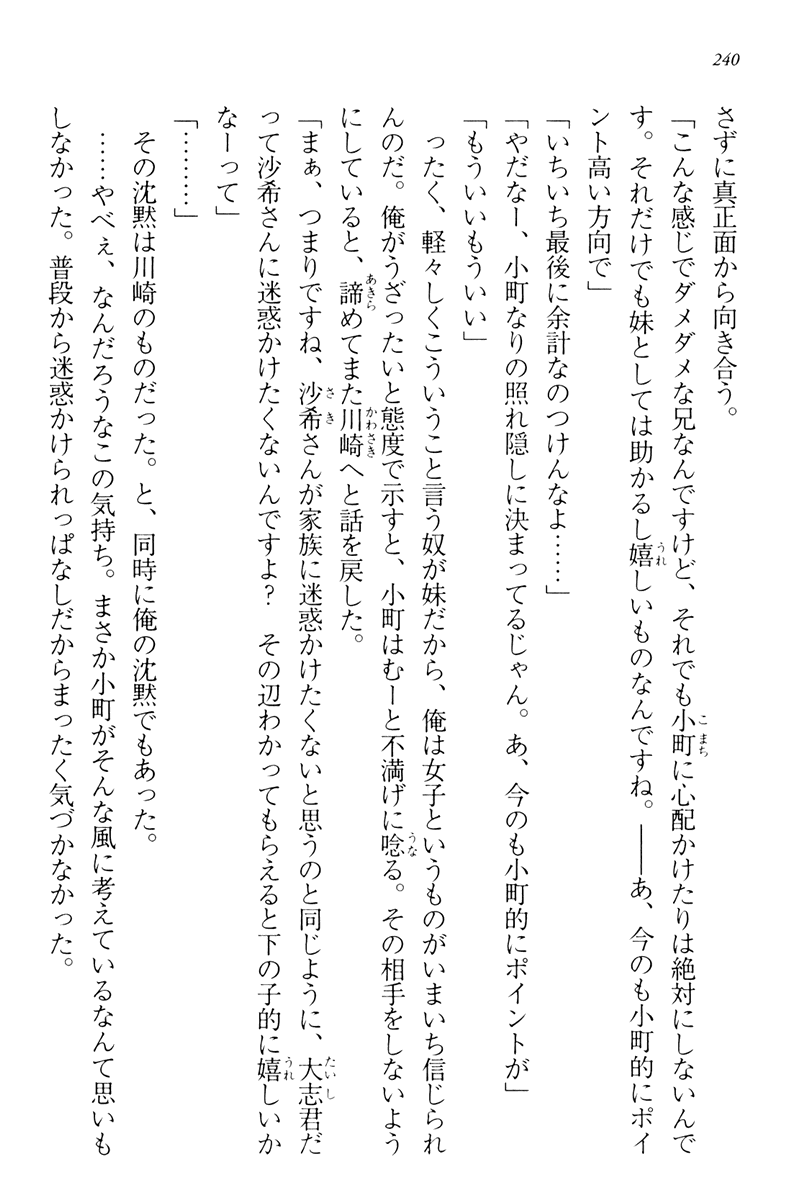 240
さずに真正面から向き合う。
「こんな感じでダメダメな兄なんですけど、それでも小町に心配かけたりは絶対にしないんで
す。それだけでも妹としては助かるし嬉しいものなんですね。――あ、今のも小町的にポイ
ント高い方向で」
「いちいち最後に余計なのつけんなよ……」
「やだなー、小町なりの照れ隠しに決まってるじゃん。あ、今のも小町的にポイントが」
「もういいもういい」
ったく、軽々しくこういうこと言う奴が妹だから、俺は女子というものがいまいち信じられ
んのだ。俺がうざったいと態度で示すと、小町はむーと不満げに唸る。その相手をしないよう
にしていると、諦めてまた川崎へと話を戻した。
「まぁ、つまりですね、沙希さんが家族に迷惑かけたくないと思うのと同じように、大志君だ
って沙希さんに迷惑かけたくないんですよ？　その辺わかってもらえると下の子的に嬉しいか
なーって」
「………」
その沈黙は川崎のものだった。と、同時に俺の沈黙でもあった。
……やべぇ、なんだろうなこの気持ち。まさか小町がそんな風に考えているなんて思いも
しなかった。普段から迷惑かけられっぱなしだからまったく気づかなかった。